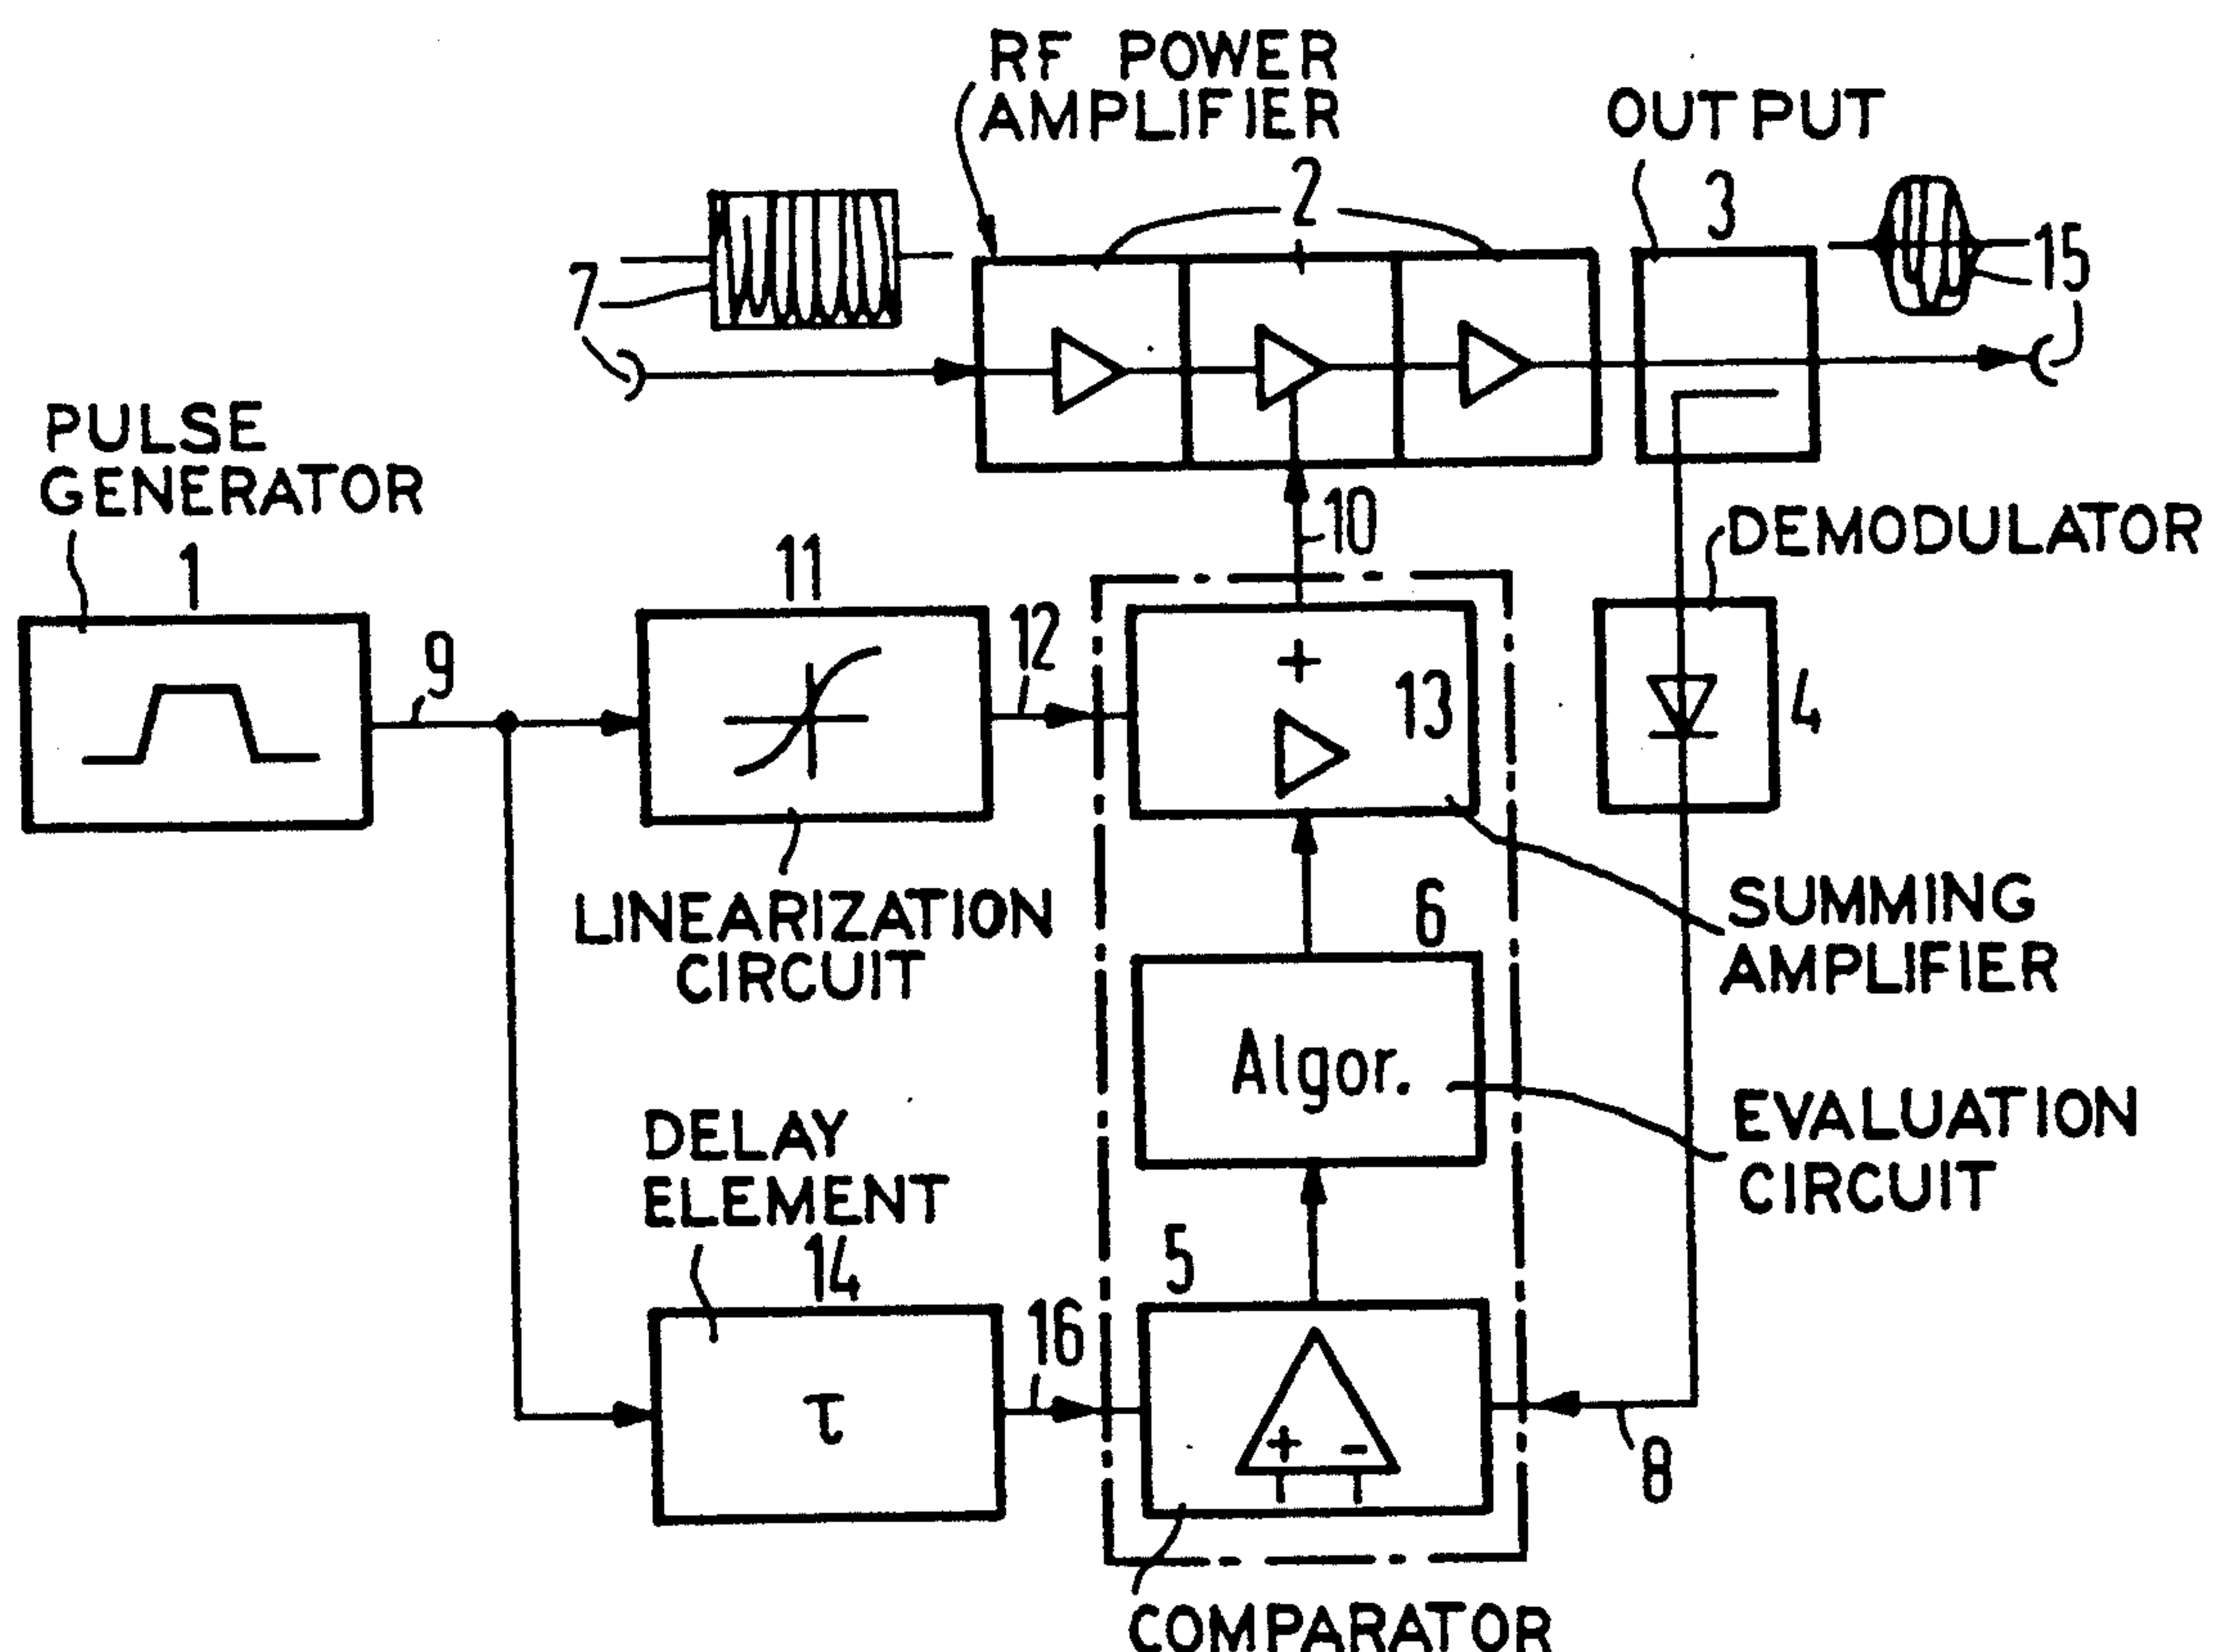 RF POWER
AMPLIFIER
OUTPUT
2
3
7
15
PULSE
GENERATOR
10
DEMODULATOR
1
11
9
12
+
13
4
LINEARIZATION
CIRCUIT
6
SUMMING
AMPLIFIER
Algor.
DELAY
ELEMENT
EVALUATION
CIRCUIT
14
5
16
τ
+ -
8
COMPARATOR